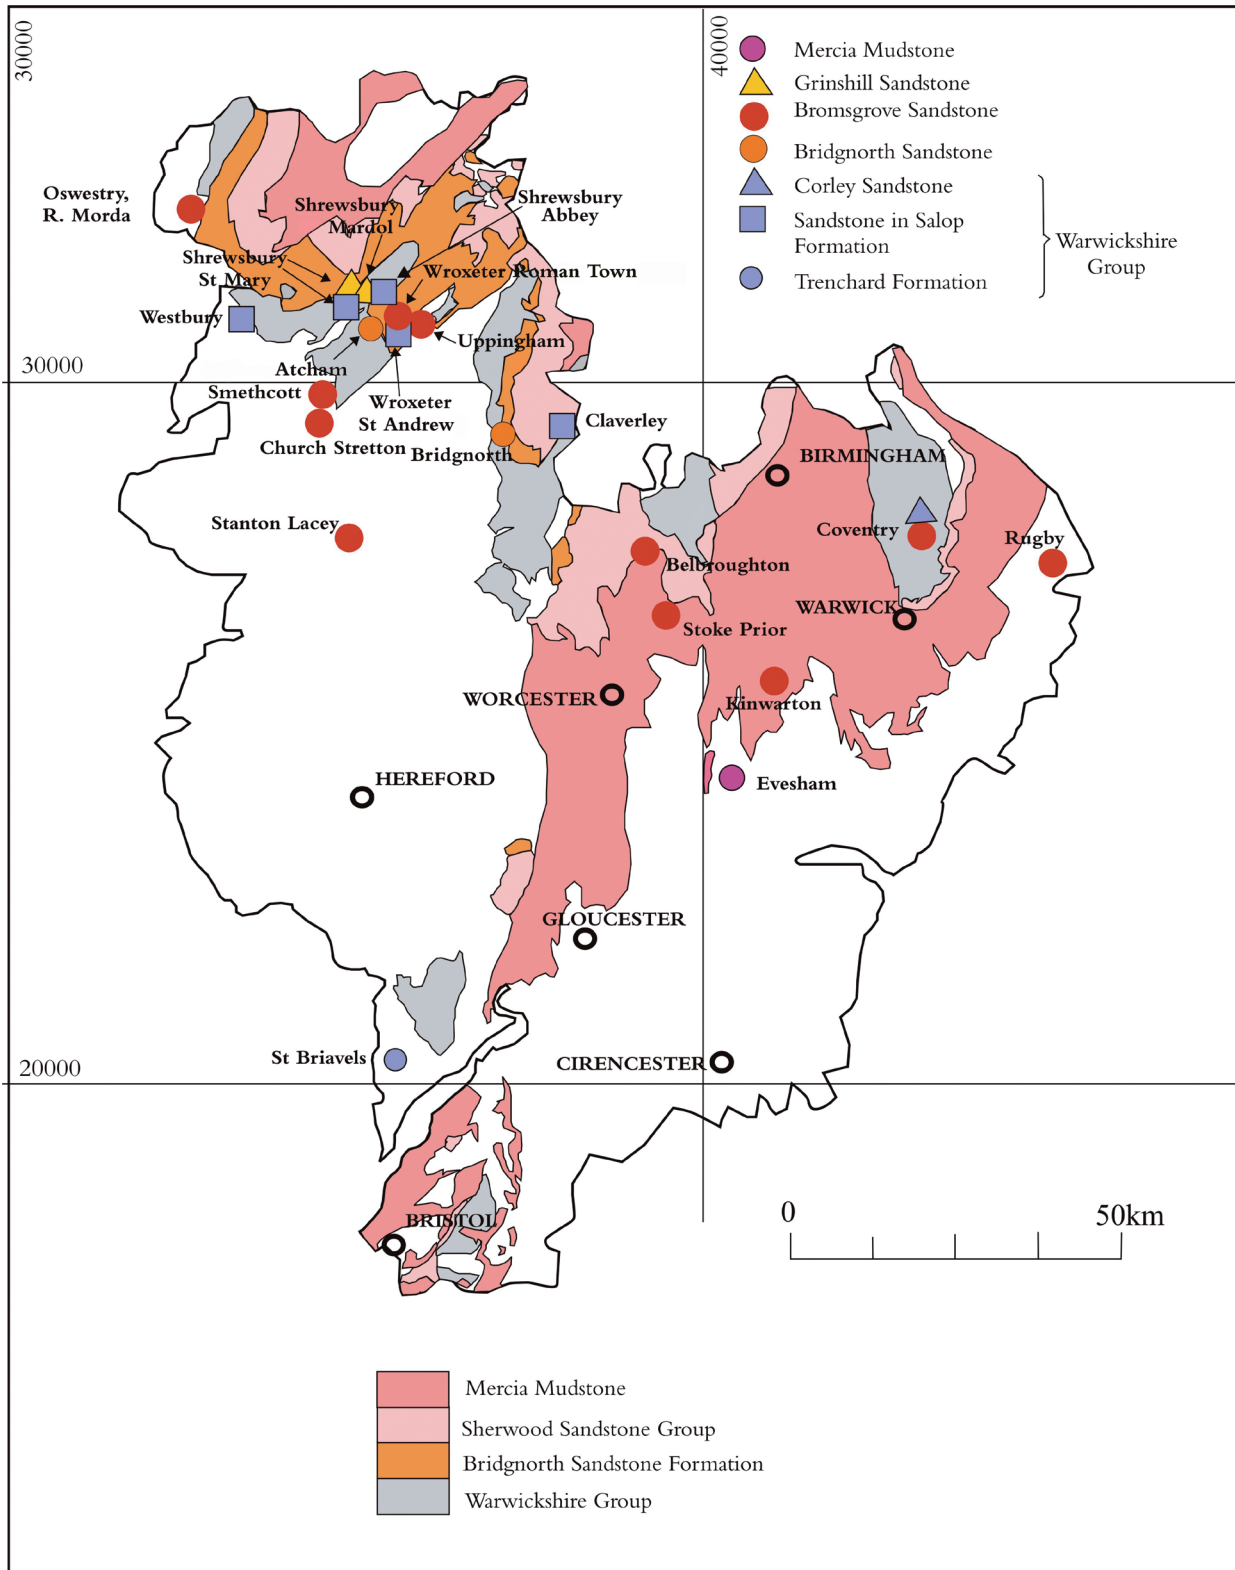 30000
40000
Mercia Mudstone
Grinshill Sandstone
Bromsgrove Sandstone
Bridgnorth Sandstone
Corley Sandstone
Sandstone in Salop
Formation
Trenchard Formation
Warwickshire
Group
Oswestry,
R. Morda
Shrewsbury
Mardol
Shrewsbury
Abbey
Shrewsbury
St Mary
Wroxeter Roman Town
Westbury
Uppingham
Atcham
30000
Smethcott
Wroxeter
St Andrew
Church Stretton
Bridgnorth
Claverley
BIRMINGHAM
Stanton Lacey
Coventry
Rugby
Belbroughton
WARWICK
Stoke Prior
WORCESTER
Kinwarton
HEREFORD
Evesham
GLOUCESTER
St Briavels
CIRENCESTER
20000
BRISTOL
0
50km
Mercia Mudstone
Sherwood Sandstone Group
Bridgnorth Sandstone Formation
Warwickshire Group